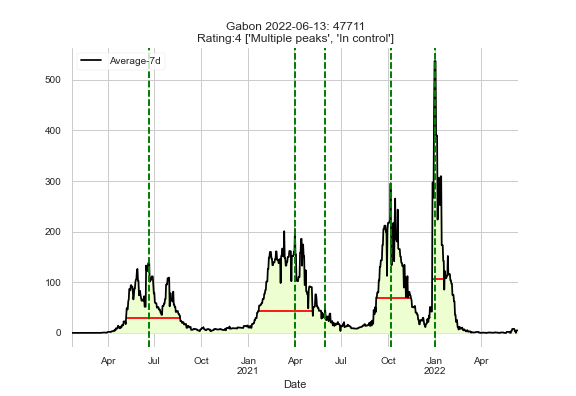 Gabon 2022-06-13: 47711
Rating:4 ['Multiple peaks', 'In control']
Average-7d
500
400
300
200
100
0
Apr Jul Oct Jan Apr Jul Oct Jan Apr
2021 2022
Date